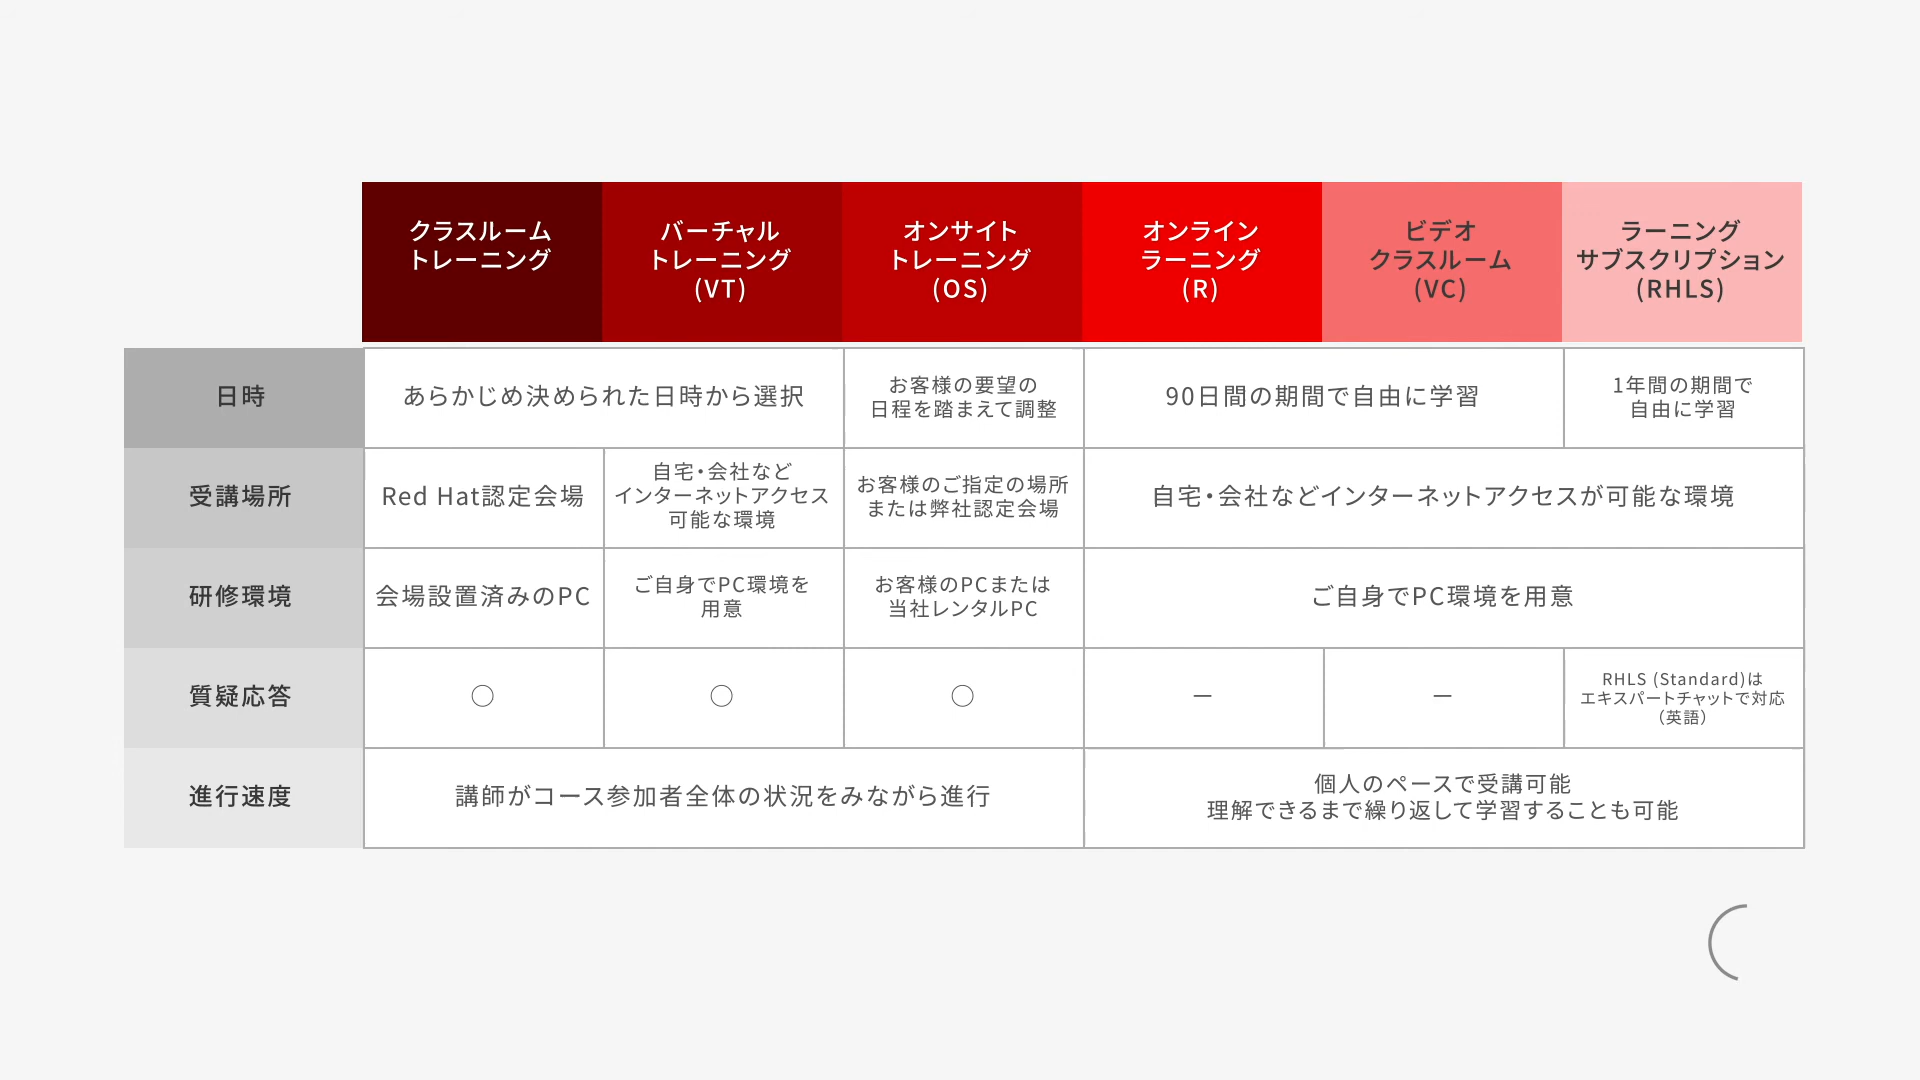 クラスルーム
トレーニング
バーチャル
トレーニング
(VT)
オンサイト
トレーニング
(OS)
オンライン
ラーニング
(R)
ビデオ
クラスルーム
(VC)
ラーニング
サブスクリプション
(RHLS)
日時
あらかじめ決められた日時から選択
お客様の要望の
日程を踏まえて調整
90日間の期間で自由に学習
1年間の期間で
自由に学習
受講場所
Red Hat認定会場
自宅・会社など
インターネットアクセス
可能な環境
お客様のご指定の場所
または弊社認定会場
自宅・会社などインターネットアクセスが可能な環境
研修環境
会場設置済みのPC
ご自身でPC環境を
用意
お客様のPCまたは
当社レンタルPC
ご自身でPC環境を用意
質疑応答
○
○
○
―
―
RHLS (Standard)は
エキスパートチャットで対応
（英語）
進行速度
講師がコース参加者全体の状況をみながら進行
個人のペースで受講可能
理解できるまで繰り返して学習することも可能